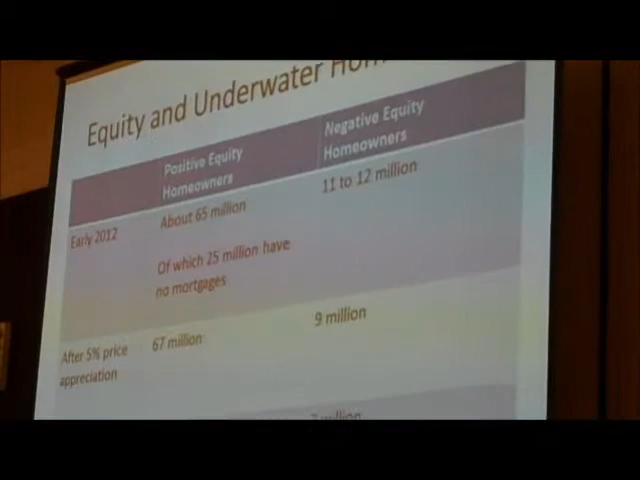 Equity and Underwater
Positive Equity
Homeowners
Negative Equity
Homeowners
Early 2012
About 65 million
Of which 25 million have
no mortgages
11 to 12 million
After 5% price
appreciation
67 million
9 million
million